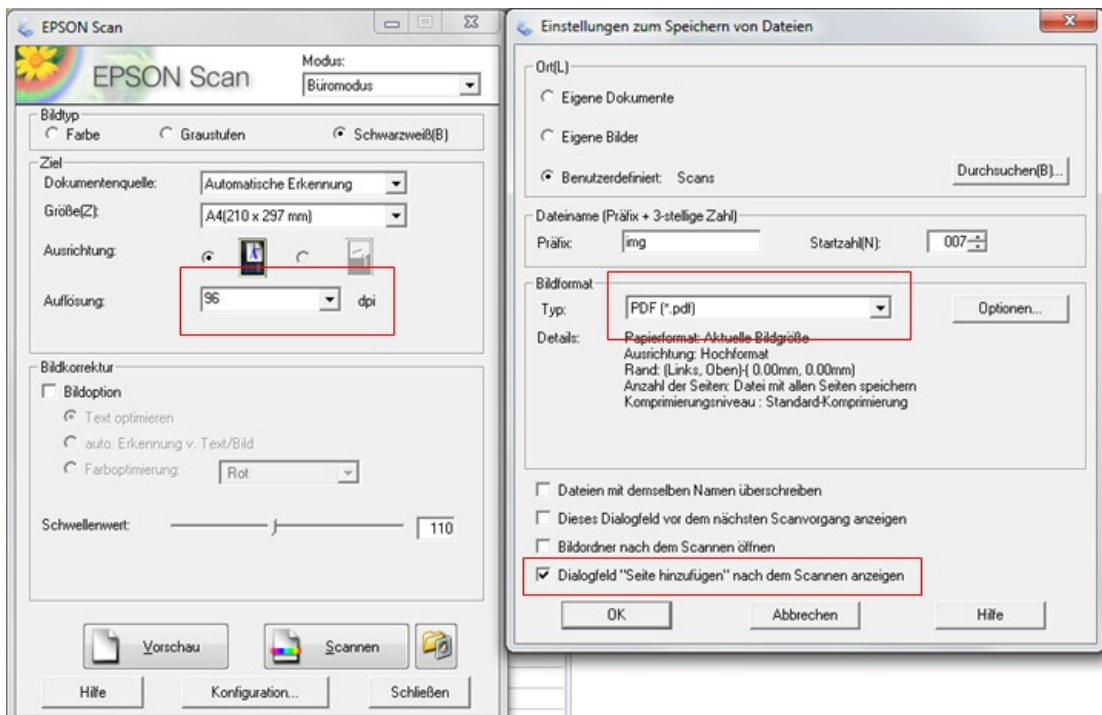 EPSON Scan
EPSON Scan
Modus:
Büromodus
Bildtyp
Farbe Graustufen Schwarzweiß(B)
Ziel
Dokumentenquelle: Automatische Erkennung
Größe(Z): A4(210 x 297 mm)
Ausrichtung:
Auflösung: 96 dpi
Bildkorrektur
Bildoption
Text optimieren
auto. Erkennung v. Text/Bild
Farboptimierung: Rot
Schwellenwert: 110
Vorschau Scannen
Hilfe Konfiguration... Schließen
Einstellungen zum Speichern von Dateien
Ort(L)
Eigene Dokumente
Eigene Bilder
Benutzerdefiniert: Scans Durchsuchen(B)...
Dateiname (Präfix + 3-stellige Zahl)
Präfix: img Startzahl(N): 007
Bildformat
Typ: PDF (*.pdf) Optionen...
Details: Papierformat: Aktuelle Bildgröße
Ausrichtung: Hochformat
Rand: (Links, Oben)-( 0.00mm, 0.00mm)
Anzahl der Seiten: Datei mit allen Seiten speichern
Komprimierungsniveau : Standard-Komprimierung
Dateien mit demselben Namen überschreiben
Dieses Dialogfeld vor dem nächsten Scanvorgang anzeigen
Bildordner nach dem Scannen öffnen
Dialogfeld "Seite hinzufügen" nach dem Scannen anzeigen
OK Abbrechen Hilfe